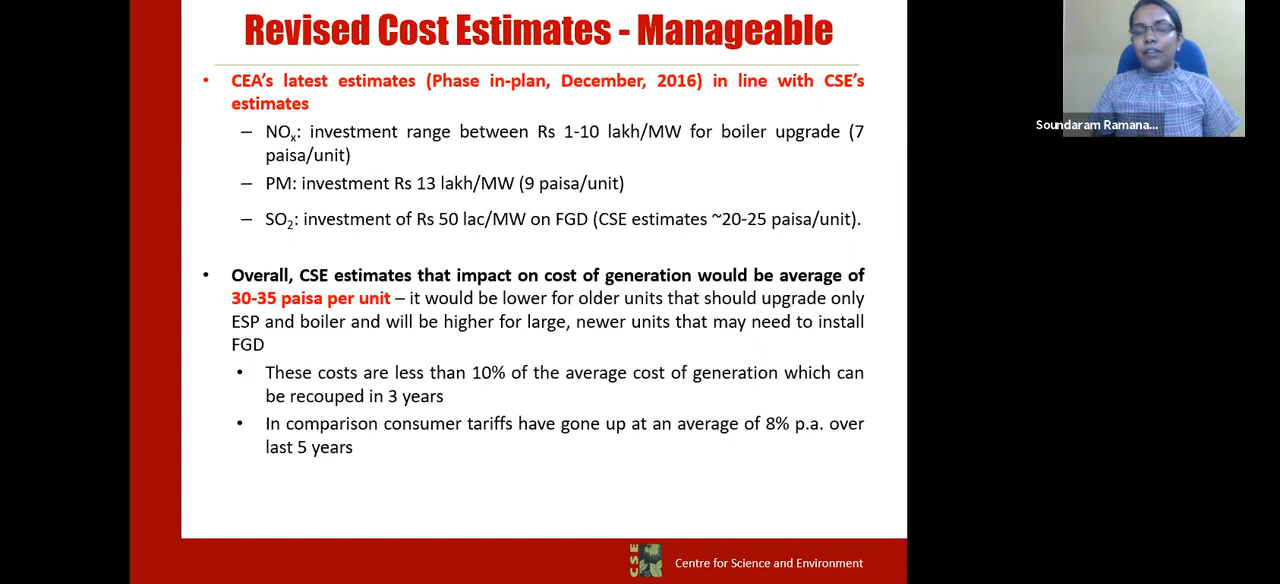 Revised Cost Estimates - Manageable
• CEA's latest estimates (Phase in-plan, December, 2016) in line with CSE's
estimates
– NOx: investment range between Rs 1-10 lakh/MW for boiler upgrade (7
paisa/unit)
– PM: investment Rs 13 lakh/MW (9 paisa/unit)
– SO2: investment of Rs 50 lac/MW on FGD (CSE estimates ~20-25 paisa/unit).
• Overall, CSE estimates that impact on cost of generation would be average of
30-35 paisa per unit – it would be lower for older units that should upgrade only
ESP and boiler and will be higher for large, newer units that may need to install
FGD
• These costs are less than 10% of the average cost of generation which can
be recouped in 3 years
• In comparison consumer tariffs have gone up at an average of 8% p.a. over
last 5 years
CSE
Centre for Science and Environment
Soundaram Ramana...